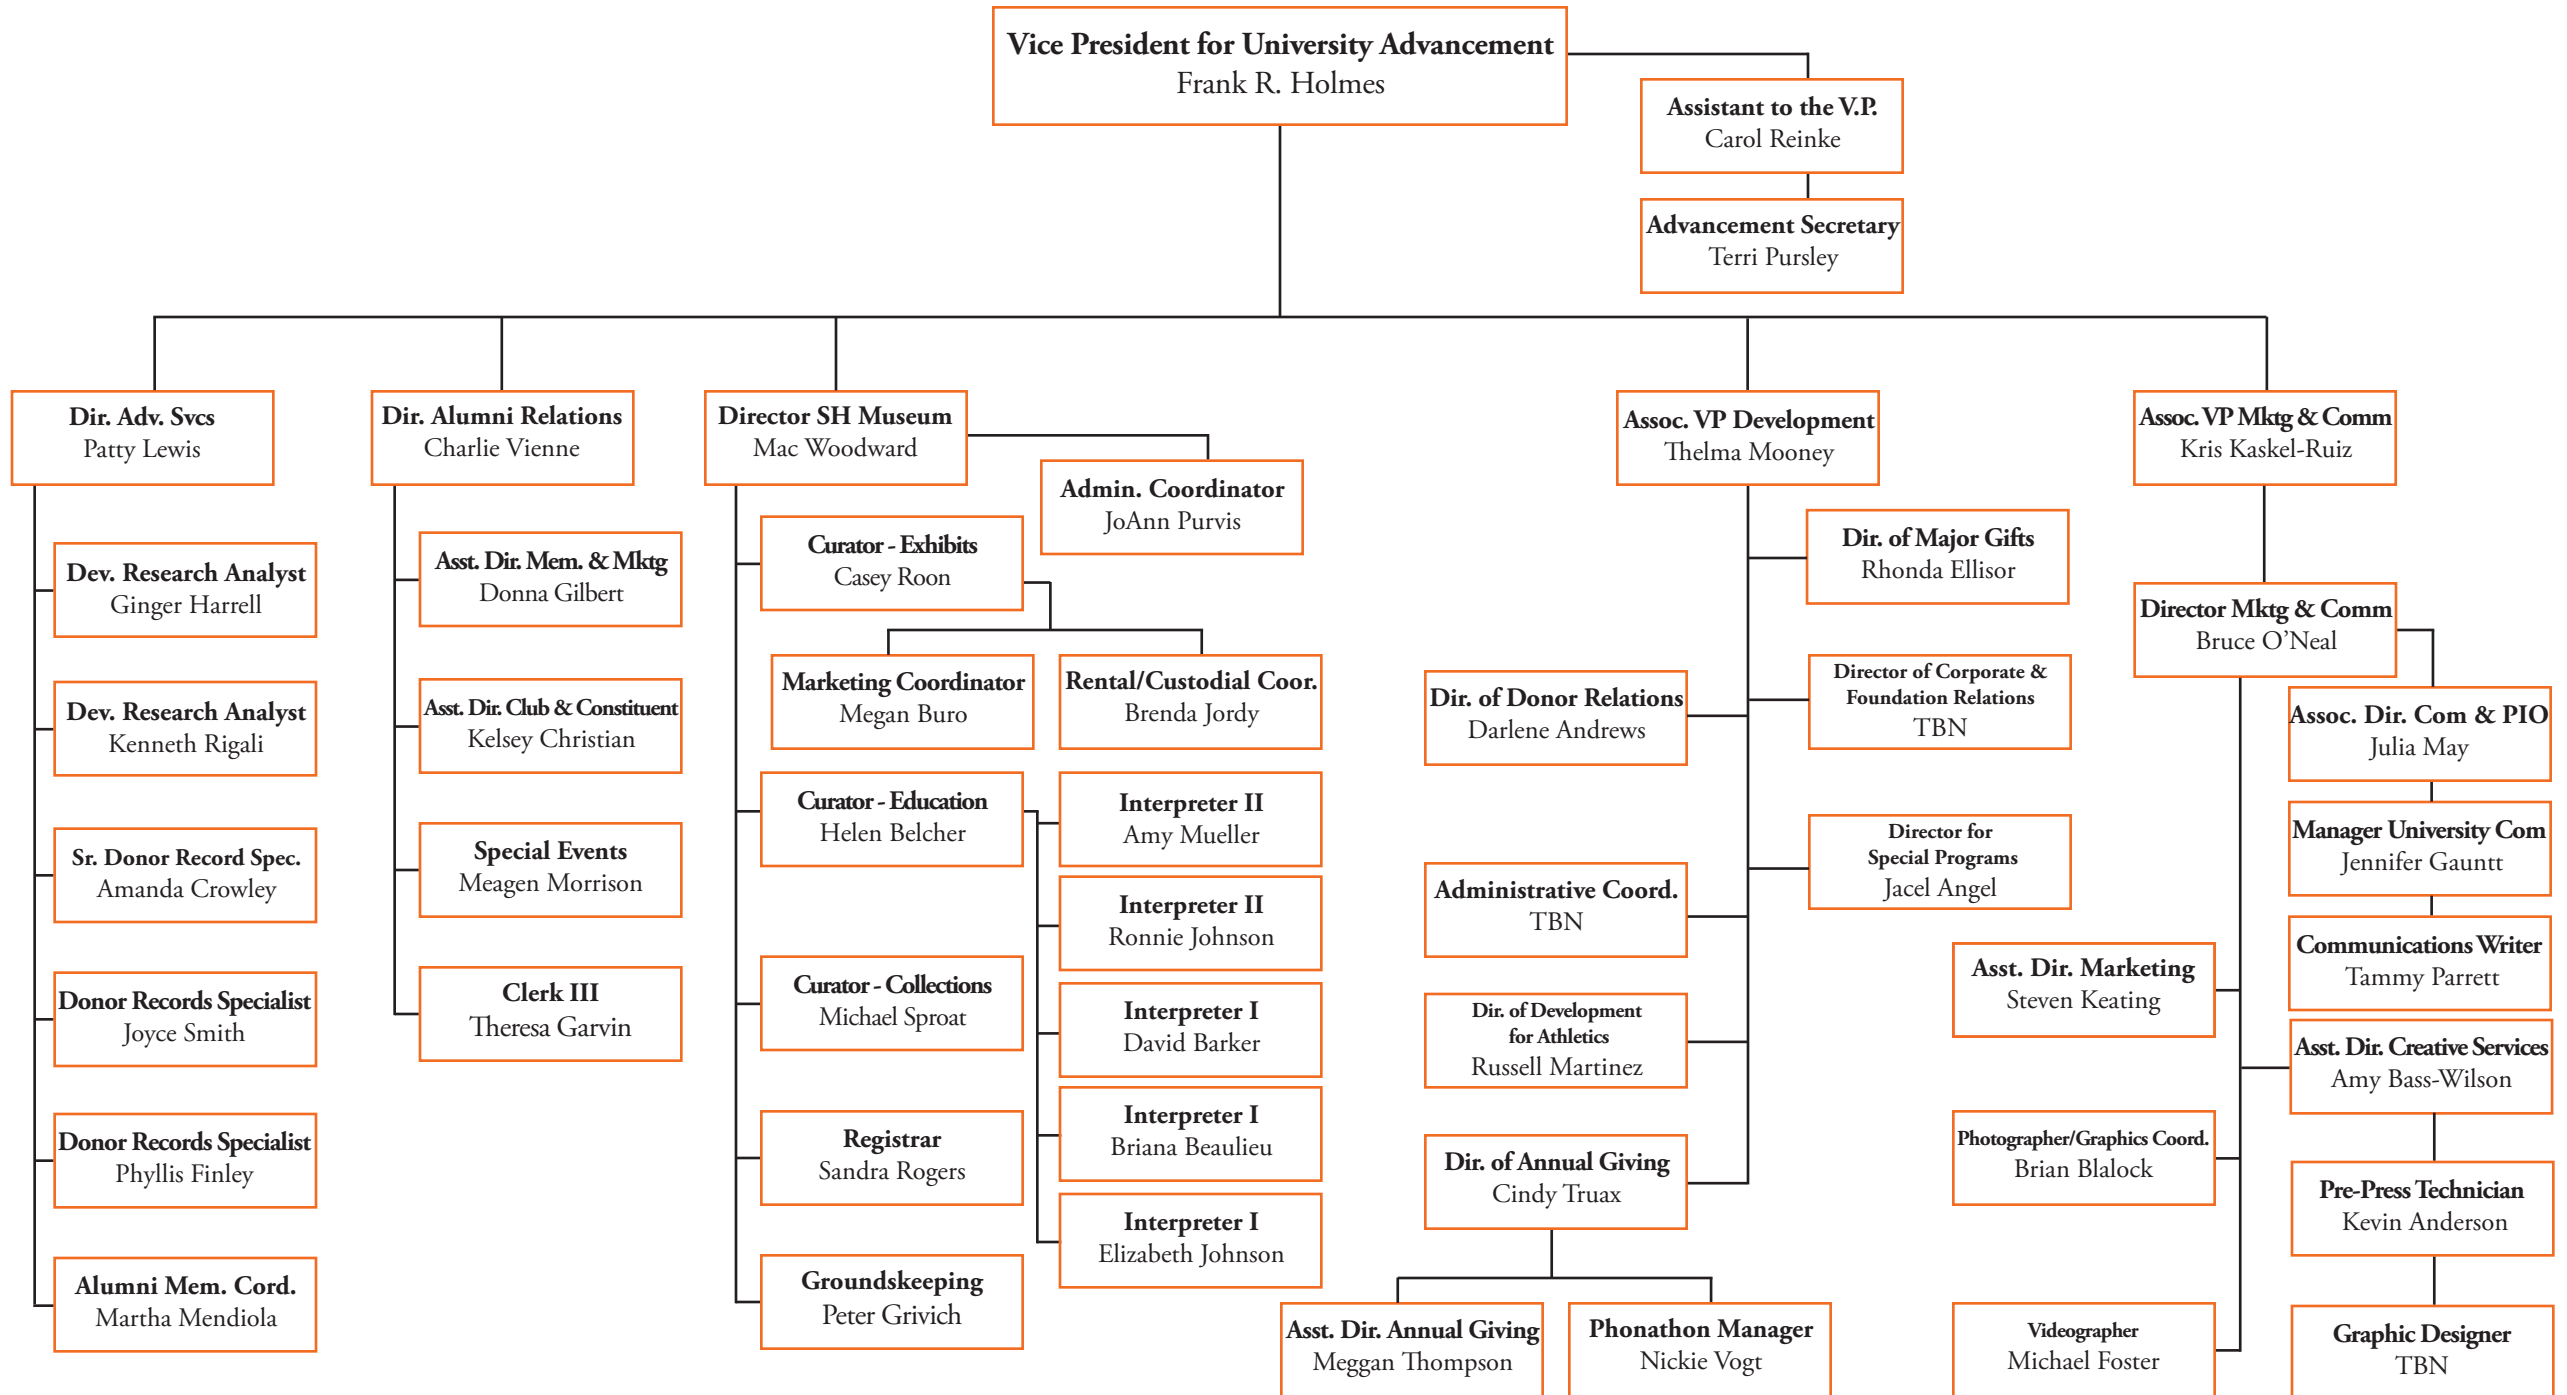 Vice President for University Advancement
Frank R. Holmes
Assistant to the V.P.
Carol Reinke
Advancement Secretary
Terri Pursley
Dir. Adv. Svcs
Patty Lewis
Dev. Research Analyst
Ginger Harrell
Dev. Research Analyst
Kenneth Rigali
Sr. Donor Record Spec.
Amanda Crowley
Donor Records Specialist
Joyce Smith
Donor Records Specialist
Phyllis Finley
Alumni Mem. Cord.
Martha Mendiola
Dir. Alumni Relations
Charlie Vienne
Asst. Dir. Mem. & Mktg
Donna Gilbert
Asst. Dir. Club & Constituent
Kelsey Christian
Special Events
Meagen Morrison
Clerk III
Theresa Garvin
Director SH Museum
Mac Woodward
Admin. Coordinator
JoAnn Purvis
Curator - Exhibits
Casey Roon
Marketing Coordinator
Megan Buro
Rental/Custodial Coor.
Brenda Jordy
Curator - Education
Helen Belcher
Interpreter II
Amy Mueller
Interpreter II
Ronnie Johnson
Interpreter I
David Barker
Interpreter I
Briana Beaulieu
Interpreter I
Elizabeth Johnson
Curator - Collections
Michael Sproat
Registrar
Sandra Rogers
Groundskeeping
Peter Grivich
Assoc. VP Development
Thelma Mooney
Dir. of Major Gifts
Rhonda Ellisor
Director of Corporate &
Foundation Relations
TBN
Dir. of Donor Relations
Darlene Andrews
Director for
Special Programs
Jacel Angel
Administrative Coord.
TBN
Dir. of Development
for Athletics
Russell Martinez
Dir. of Annual Giving
Cindy Truax
Asst. Dir. Annual Giving
Meggan Thompson
Phonathon Manager
Nickie Vogt
Assoc. VP Mktg & Comm
Kris Kaskel-Ruiz
Director Mktg & Comm
Bruce O’Neal
Assoc. Dir. Com & PIO
Julia May
Manager University Com
Jennifer Gauntt
Communications Writer
Tammy Parrett
Asst. Dir. Marketing
Steven Keating
Asst. Dir. Creative Services
Amy Bass-Wilson
Photographer/Graphics Coord.
Brian Blalock
Pre-Press Technician
Kevin Anderson
Videographer
Michael Foster
Graphic Designer
TBN